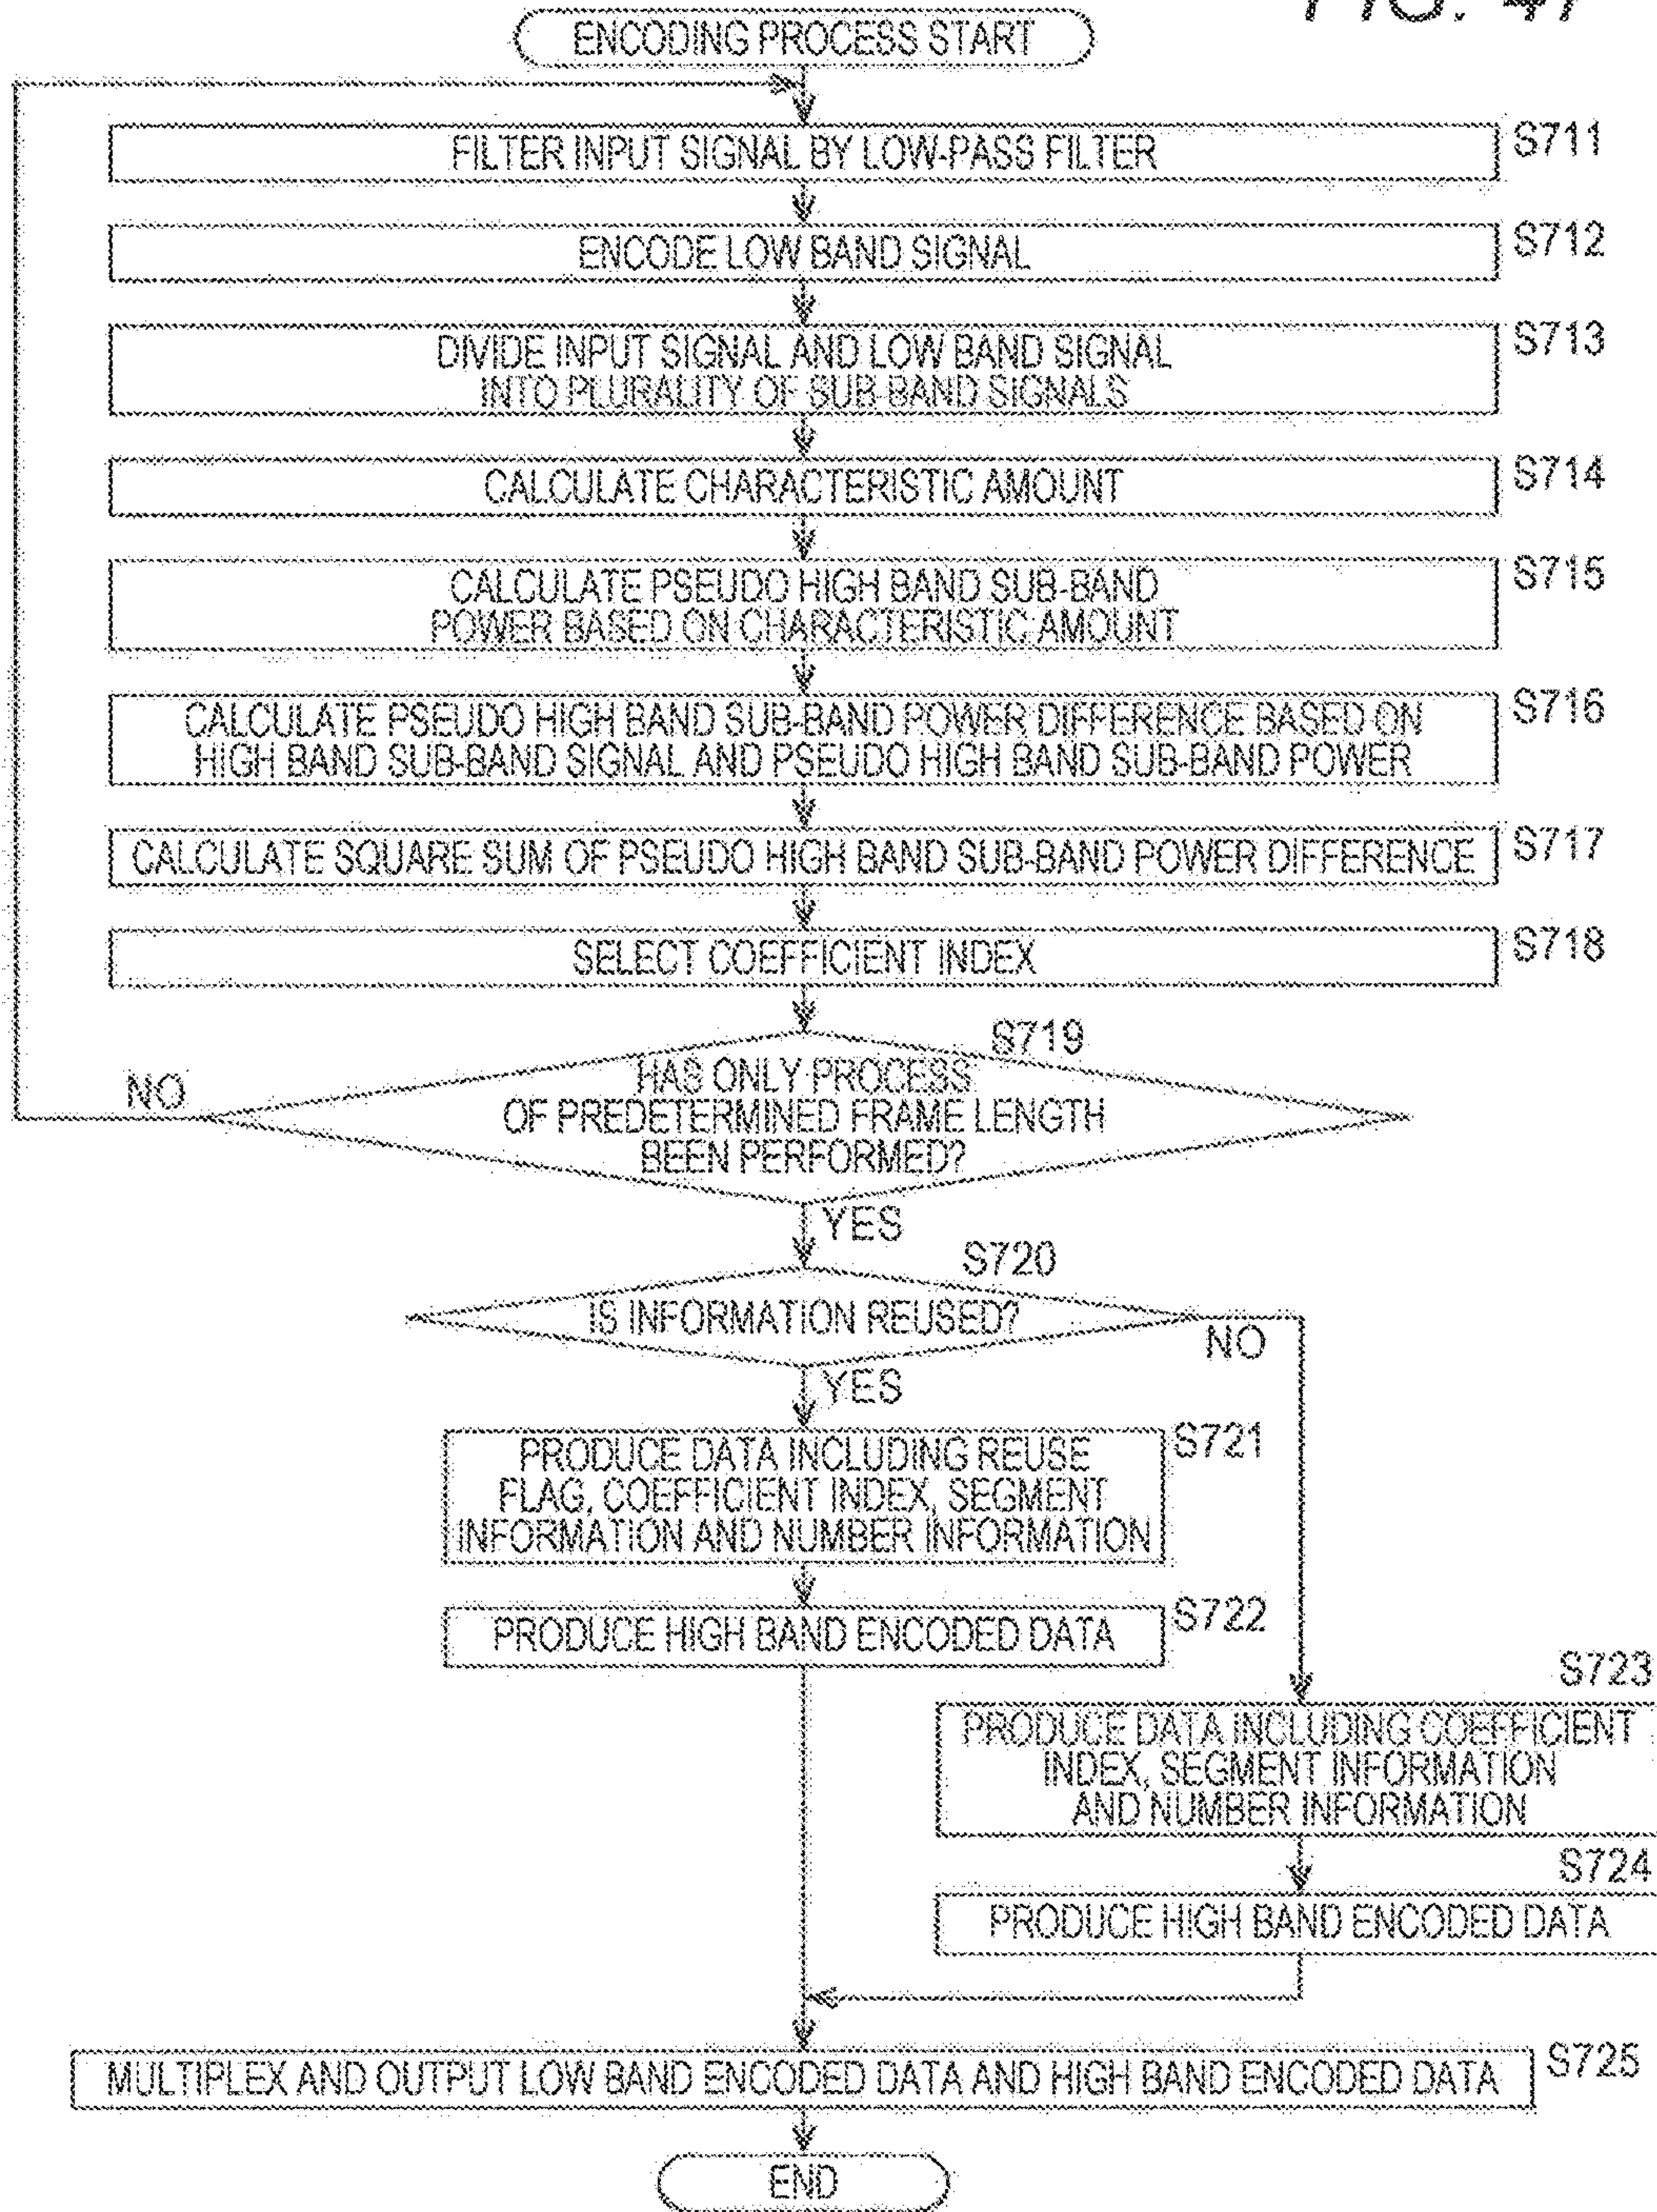 FIG. 47
ENCODING PROCESS START
FILTER INPUT SIGNAL BY LOW-PASS FILTER
S711
ENCODE LOW BAND SIGNAL
S712
DIVIDE INPUT SIGNAL AND LOW BAND SIGNAL
INTO PLURALITY OF SUB-BAND SIGNALS
S713
CALCULATE CHARACTERISTIC AMOUNT
S714
CALCULATE PSEUDO HIGH BAND SUB-BAND
POWER BASED ON CHARACTERISTIC AMOUNT
S715
CALCULATE PSEUDO HIGH BAND SUB-BAND POWER DIFFERENCE BASED ON
HIGH BAND SUB-BAND SIGNAL AND PSEUDO HIGH BAND SUB-BAND POWER
S716
CALCULATE SQUARE SUM OF PSEUDO HIGH BAND SUB-BAND POWER DIFFERENCE
S717
SELECT COEFFICIENT INDEX
S718
S719
HAS ONLY PROCESS
OF PREDETERMINED FRAME LENGTH
BEEN PERFORMED?
NO
YES
S720
IS INFORMATION REUSED?
NO
YES
PRODUCE DATA INCLUDING REUSE
FLAG, COEFFICIENT INDEX, SEGMENT
INFORMATION AND NUMBER INFORMATION
S721
PRODUCE HIGH BAND ENCODED DATA
S722
S723
PRODUCE DATA INCLUDING COEFFICIENT
INDEX, SEGMENT INFORMATION
AND NUMBER INFORMATION
S724
PRODUCE HIGH BAND ENCODED DATA
MULTIPLEX AND OUTPUT LOW BAND ENCODED DATA AND HIGH BAND ENCODED DATA
S725
END